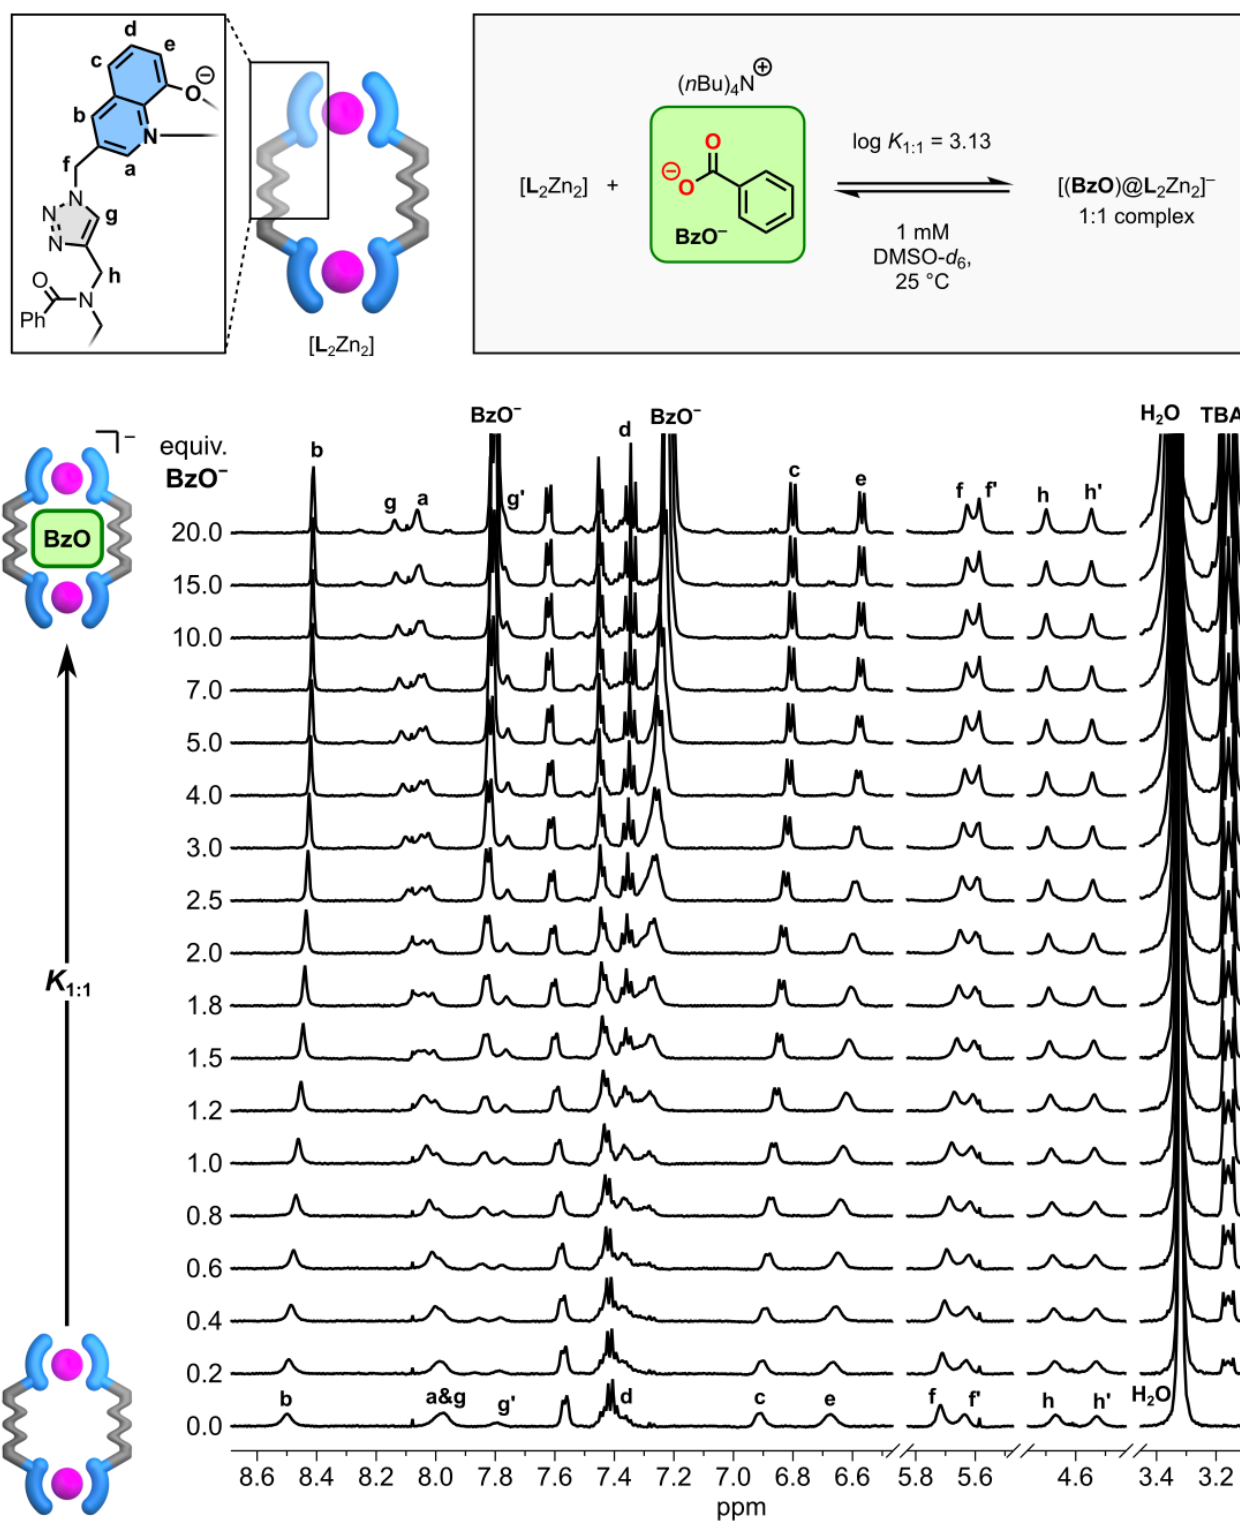 d
c
e
b
O⊖
N
f
a
N
N
g
N
h
O
N
Ph
[L₂Zn₂]
(nBu)₄N⊕
[L₂Zn₂] +
O
⊖O
BzO⁻
log K₁:₁ = 3.13
1 mM
DMSO-d₆,
25 °C
[(BzO)@L₂Zn₂]⁻
1:1 complex
BzO⁻ BzO⁻ H₂O TBA
equiv.
BzO⁻
b g a g' d c e f f' h h'
–
BzO
20.0
15.0
10.0
7.0
5.0
4.0
3.0
2.5
2.0
K₁:₁
1.8
1.5
1.2
1.0
0.8
0.6
0.4
0.2
b a&g g' d c e f f' h h' H₂O
0.0
8.6 8.4 8.2 8.0 7.8 7.6 7.4 7.2 7.0 6.8 6.6 5.8 5.6 4.6 3.4 3.2
ppm